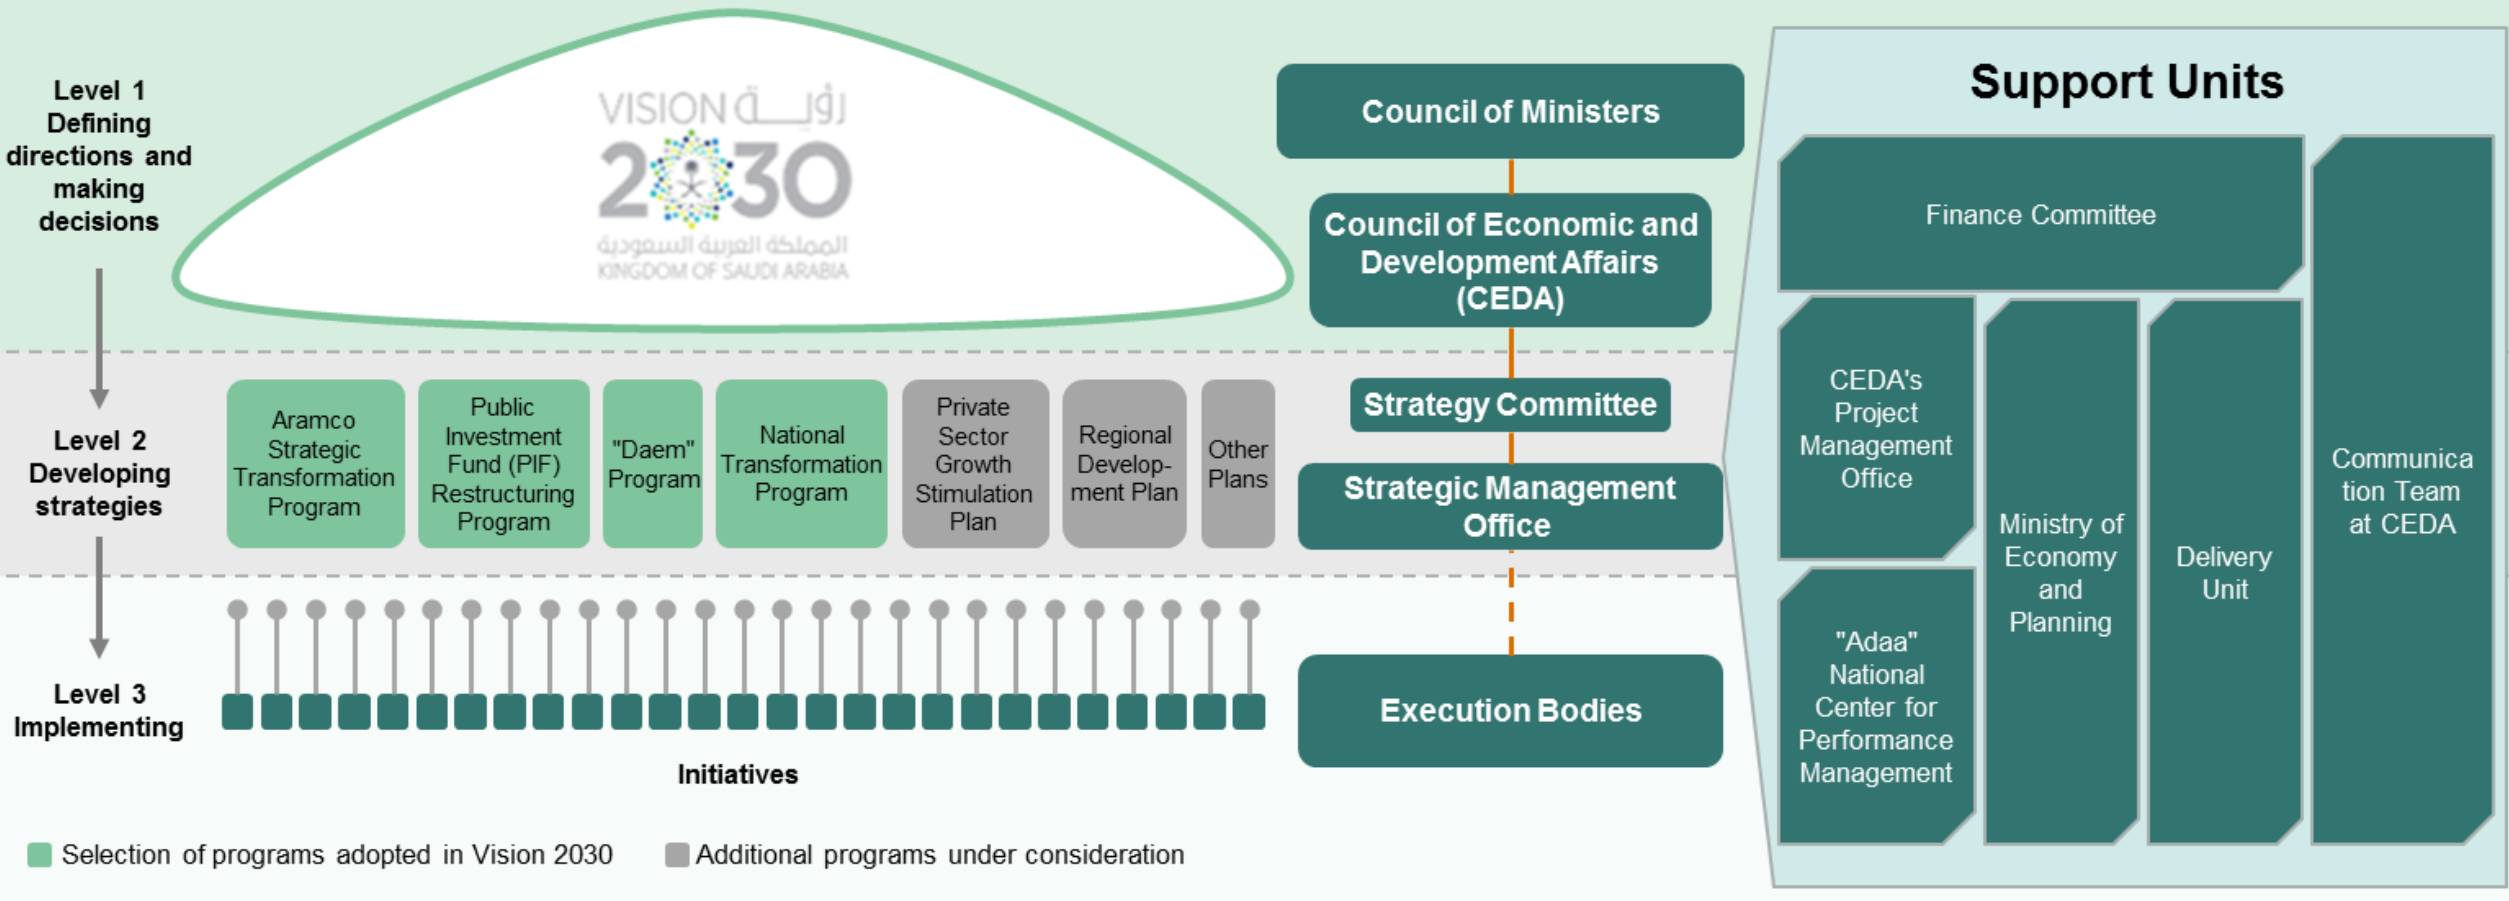 Level 1
Defining
directions and
making
decisions
VISION رؤيــة
2030
المملكة العربية السعودية
KINGDOM OF SAUDI ARABIA
Council of Ministers
Council of Economic and
Development Affairs
(CEDA)
Level 2
Developing
strategies
Aramco
Strategic
Transformation
Program
Public
Investment
Fund (PIF)
Restructuring
Program
"Daem"
Program
National
Transformation
Program
Private
Sector
Growth
Stimulation
Plan
Regional
Develop-
ment Plan
Other
Plans
Strategy Committee
Strategic Management
Office
Level 3
Implementing
Initiatives
Execution Bodies
Selection of programs adopted in Vision 2030
Additional programs under consideration
Support Units
Finance Committee
CEDA's
Project
Management
Office
"Adaa"
National
Center for
Performance
Management
Ministry of
Economy
and
Planning
Delivery
Unit
Communica
tion Team
at CEDA